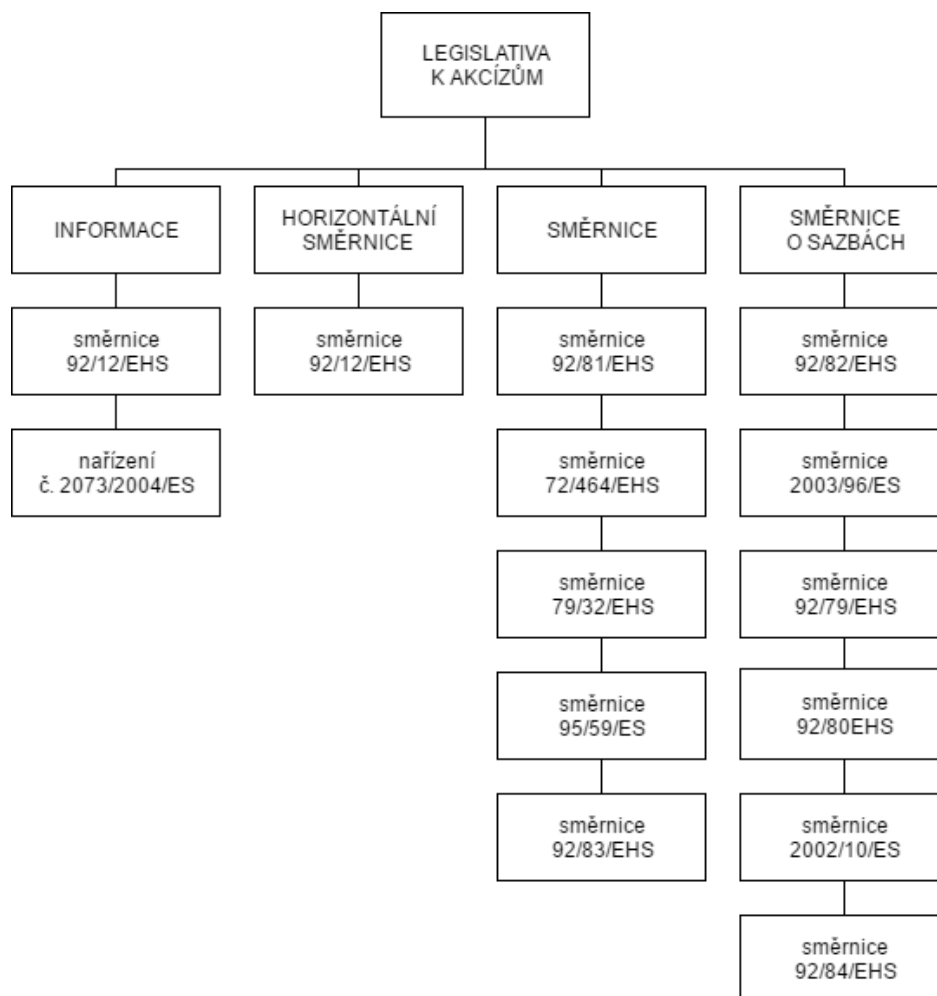 LEGISLATIVA
K AKCÍZŮM
INFORMACE
HORIZONTÁLNÍ
SMĚRNICE
SMĚRNICE
SMĚRNICE
O SAZBÁCH
směrnice
92/12/EHS
směrnice
92/12/EHS
směrnice
92/81/EHS
směrnice
92/82/EHS
nařízení
č. 2073/2004/ES
směrnice
72/464/EHS
směrnice
2003/96/ES
směrnice
79/32/EHS
směrnice
92/79/EHS
směrnice
95/59/ES
směrnice
92/80EHS
směrnice
92/83/EHS
směrnice
2002/10/ES
směrnice
92/84/EHS